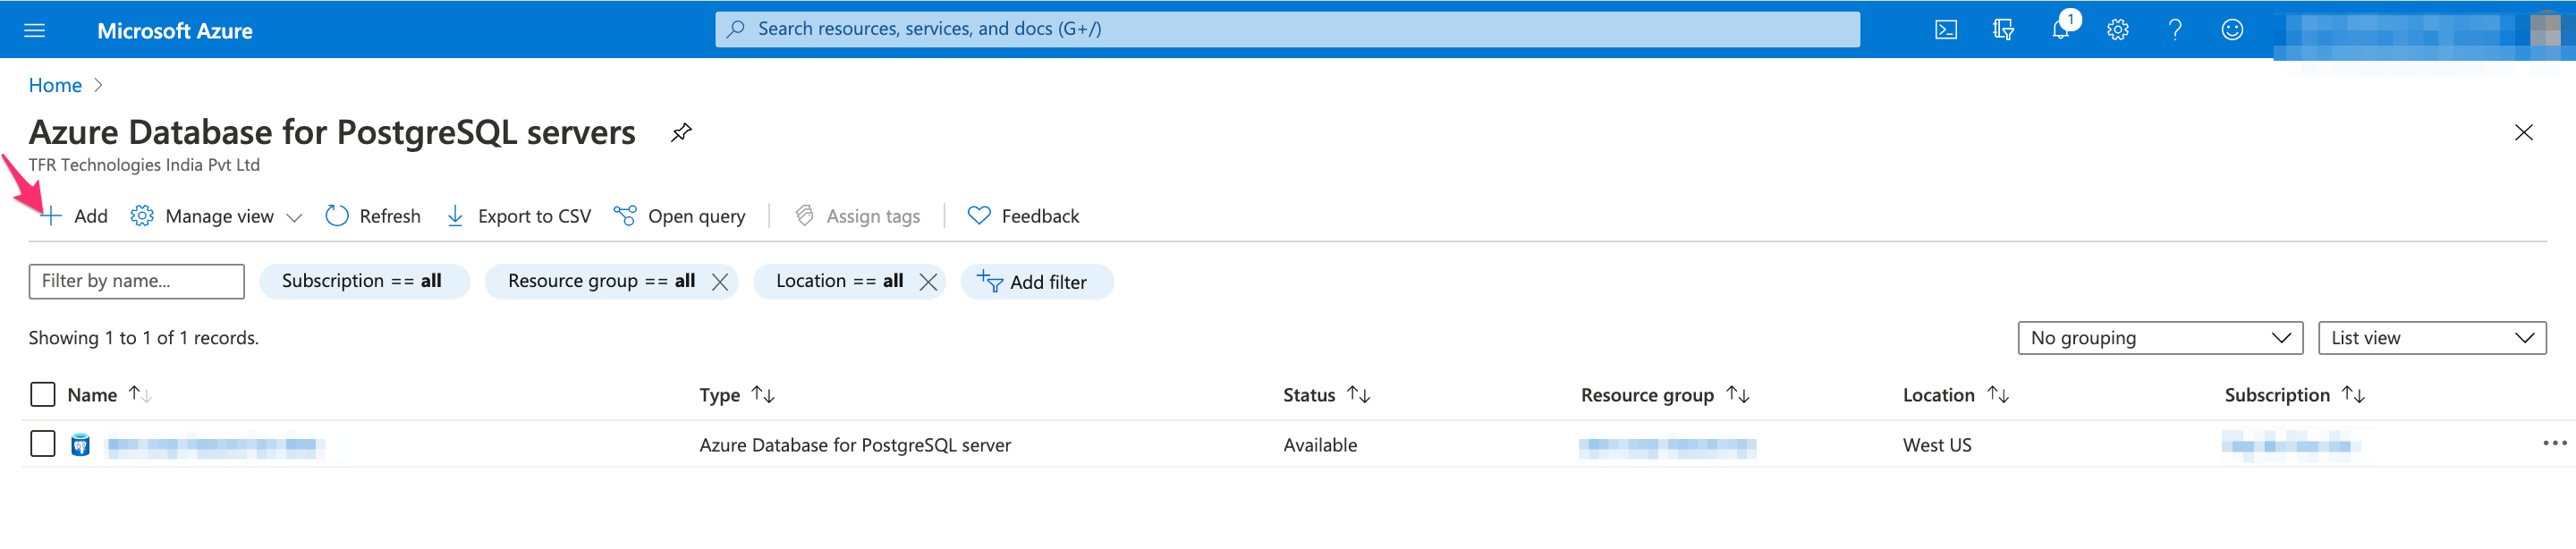 Microsoft Azure Search resources, services, and docs (G+/) 1
Home
Azure Database for PostgreSQL servers
TFR Technologies India Pvt Ltd
Add Manage view Refresh Export to CSV Open query Assign tags Feedback
Filter by name... Subscription == all Resource group == all Location == all Add filter
Showing 1 to 1 of 1 records. No grouping List view
Name Type Status Resource group Location Subscription
Azure Database for PostgreSQL server Available West US